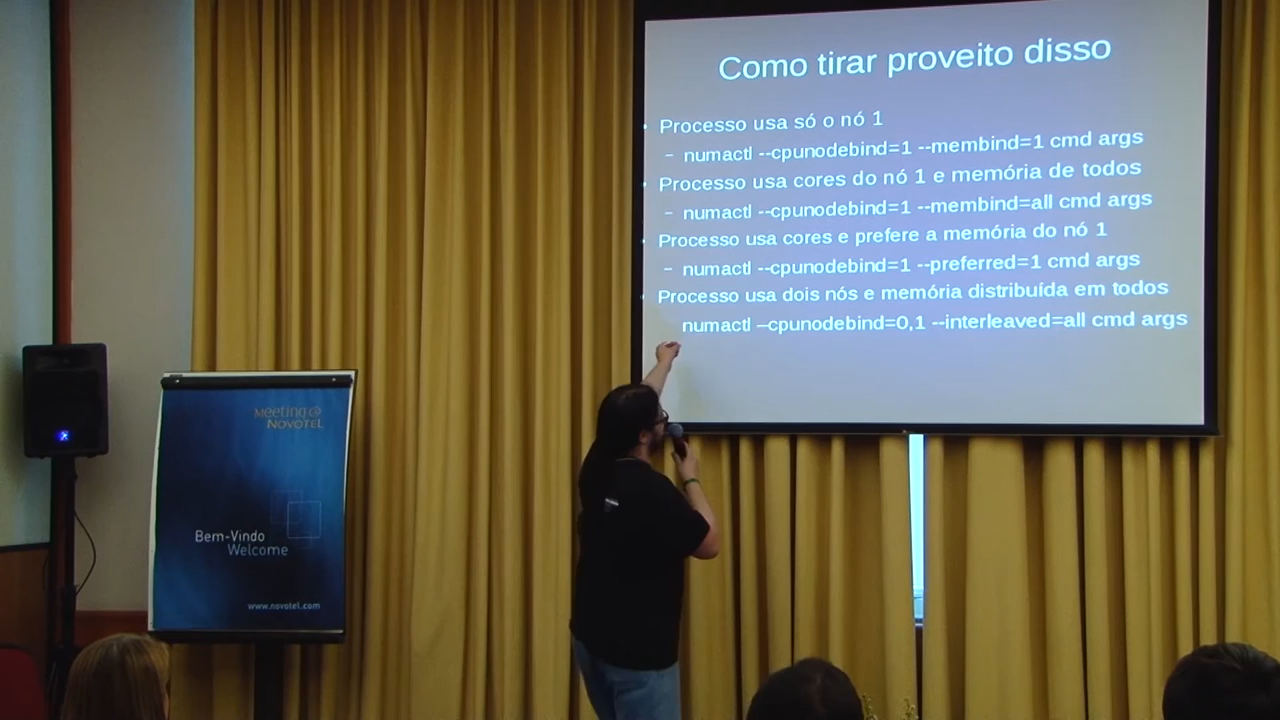 Como tirar proveito disso
• Processo usa só o nó 1
– numactl --cpunodebind=1 --membind=1 cmd args
• Processo usa cores do nó 1 e memória de todos
– numactl --cpunodebind=1 --membind=all cmd args
• Processo usa cores e prefere a memória do nó 1
– numactl --cpunodebind=1 --preferred=1 cmd args
• Processo usa dois nós e memória distribuída em todos
numactl –cpunodebind=0,1 --interleaved=all cmd args
Meeting@
NOVOTEL
Bem-Vindo
Welcome
www.novotel.com